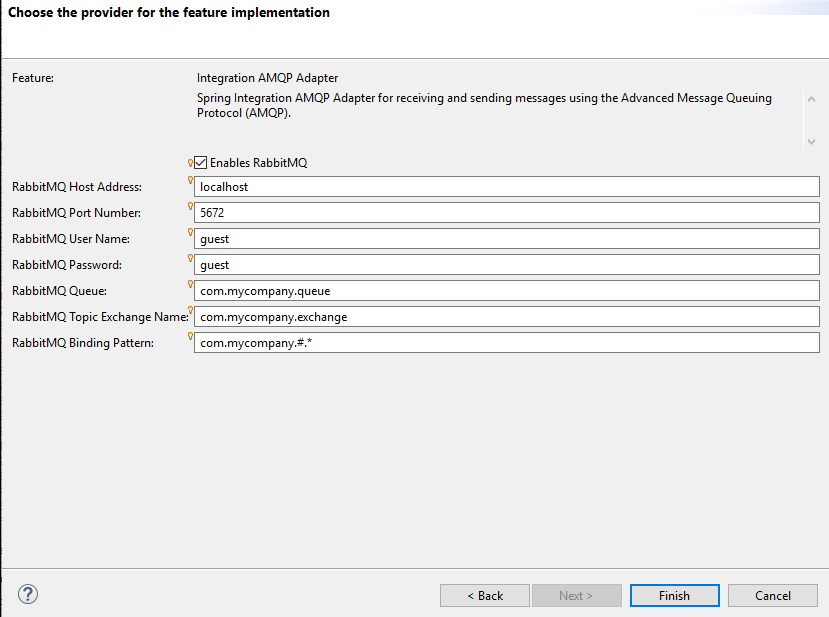 Choose the provider for the feature implementation
Feature: Integration AMQP Adapter
Spring Integration AMQP Adapter for receiving and sending messages using the Advanced Message Queuing
Protocol (AMQP).
Enables RabbitMQ
RabbitMQ Host Address: localhost
RabbitMQ Port Number: 5672
RabbitMQ User Name: guest
RabbitMQ Password: guest
RabbitMQ Queue: com.mycompany.queue
RabbitMQ Topic Exchange Name: com.mycompany.exchange
RabbitMQ Binding Pattern: com.mycompany.#.*
? < Back Next > Finish Cancel